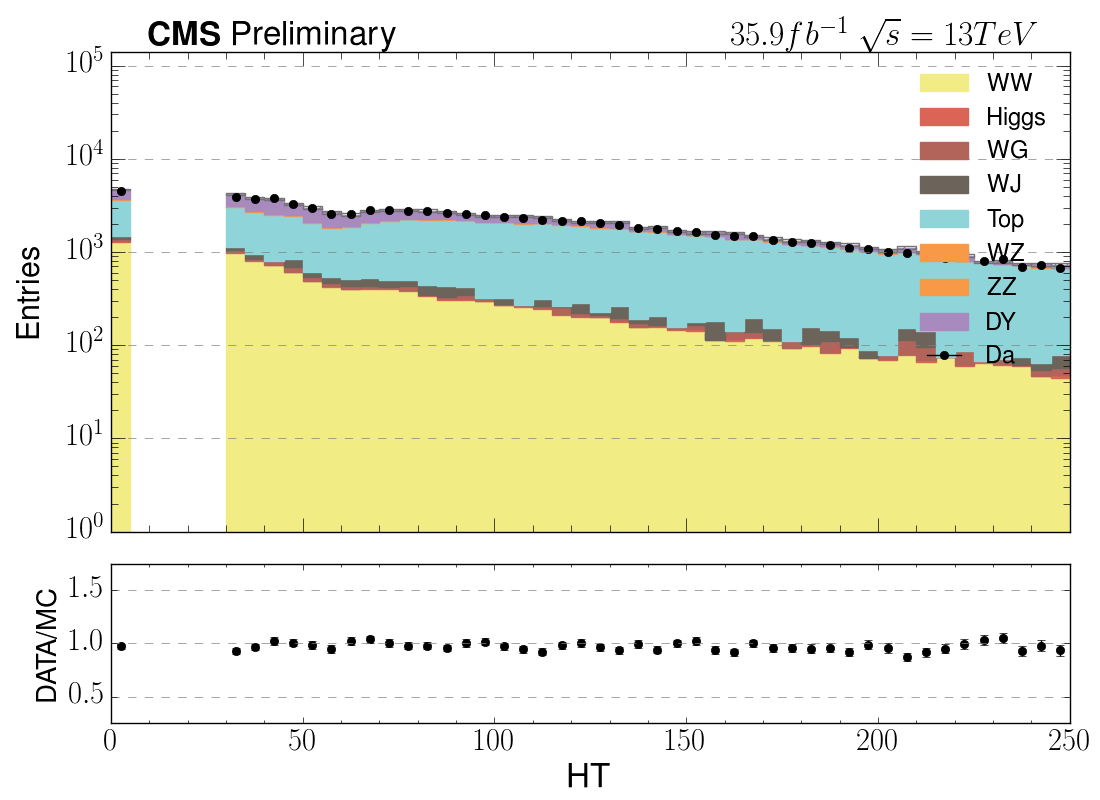 CMS Preliminary 35.9fb⁻¹ √s = 13TeV
10⁵
10⁴
10³
10²
10¹
10⁰
Entries
WW
Higgs
WG
WJ
Top
WZ
ZZ
DY
Da
1.5
1.0
0.5
DATA/MC
0 50 100 150 200 250
HT